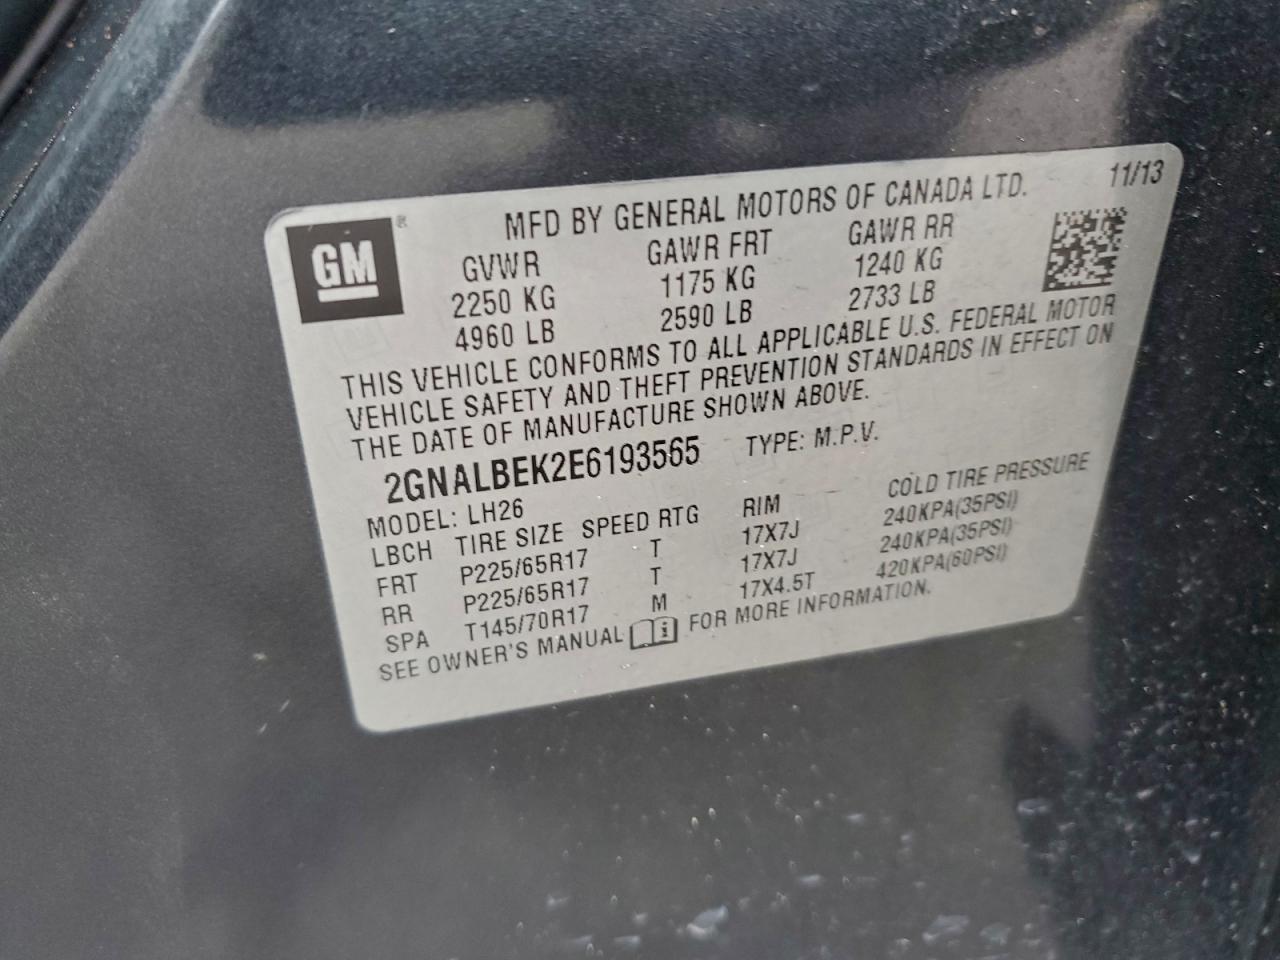 GM ®
MFD BY GENERAL MOTORS OF CANADA LTD. 11/13
GVWR GAWR FRT GAWR RR
2250 KG 1175 KG 1240 KG
4960 LB 2590 LB 2733 LB
THIS VEHICLE CONFORMS TO ALL APPLICABLE U.S. FEDERAL MOTOR
VEHICLE SAFETY AND THEFT PREVENTION STANDARDS IN EFFECT ON
THE DATE OF MANUFACTURE SHOWN ABOVE.
2GNALBEK2E6193565 TYPE: M.P.V.
MODEL: LH26
LBCH TIRE SIZE SPEED RTG RIM COLD TIRE PRESSURE
FRT P225/65R17 T 17X7J 240KPA(35PSI)
RR P225/65R17 T 17X7J 240KPA(35PSI)
SPA T145/70R17 M 17X4.5T 420KPA(60PSI)
SEE OWNER'S MANUAL FOR MORE INFORMATION.